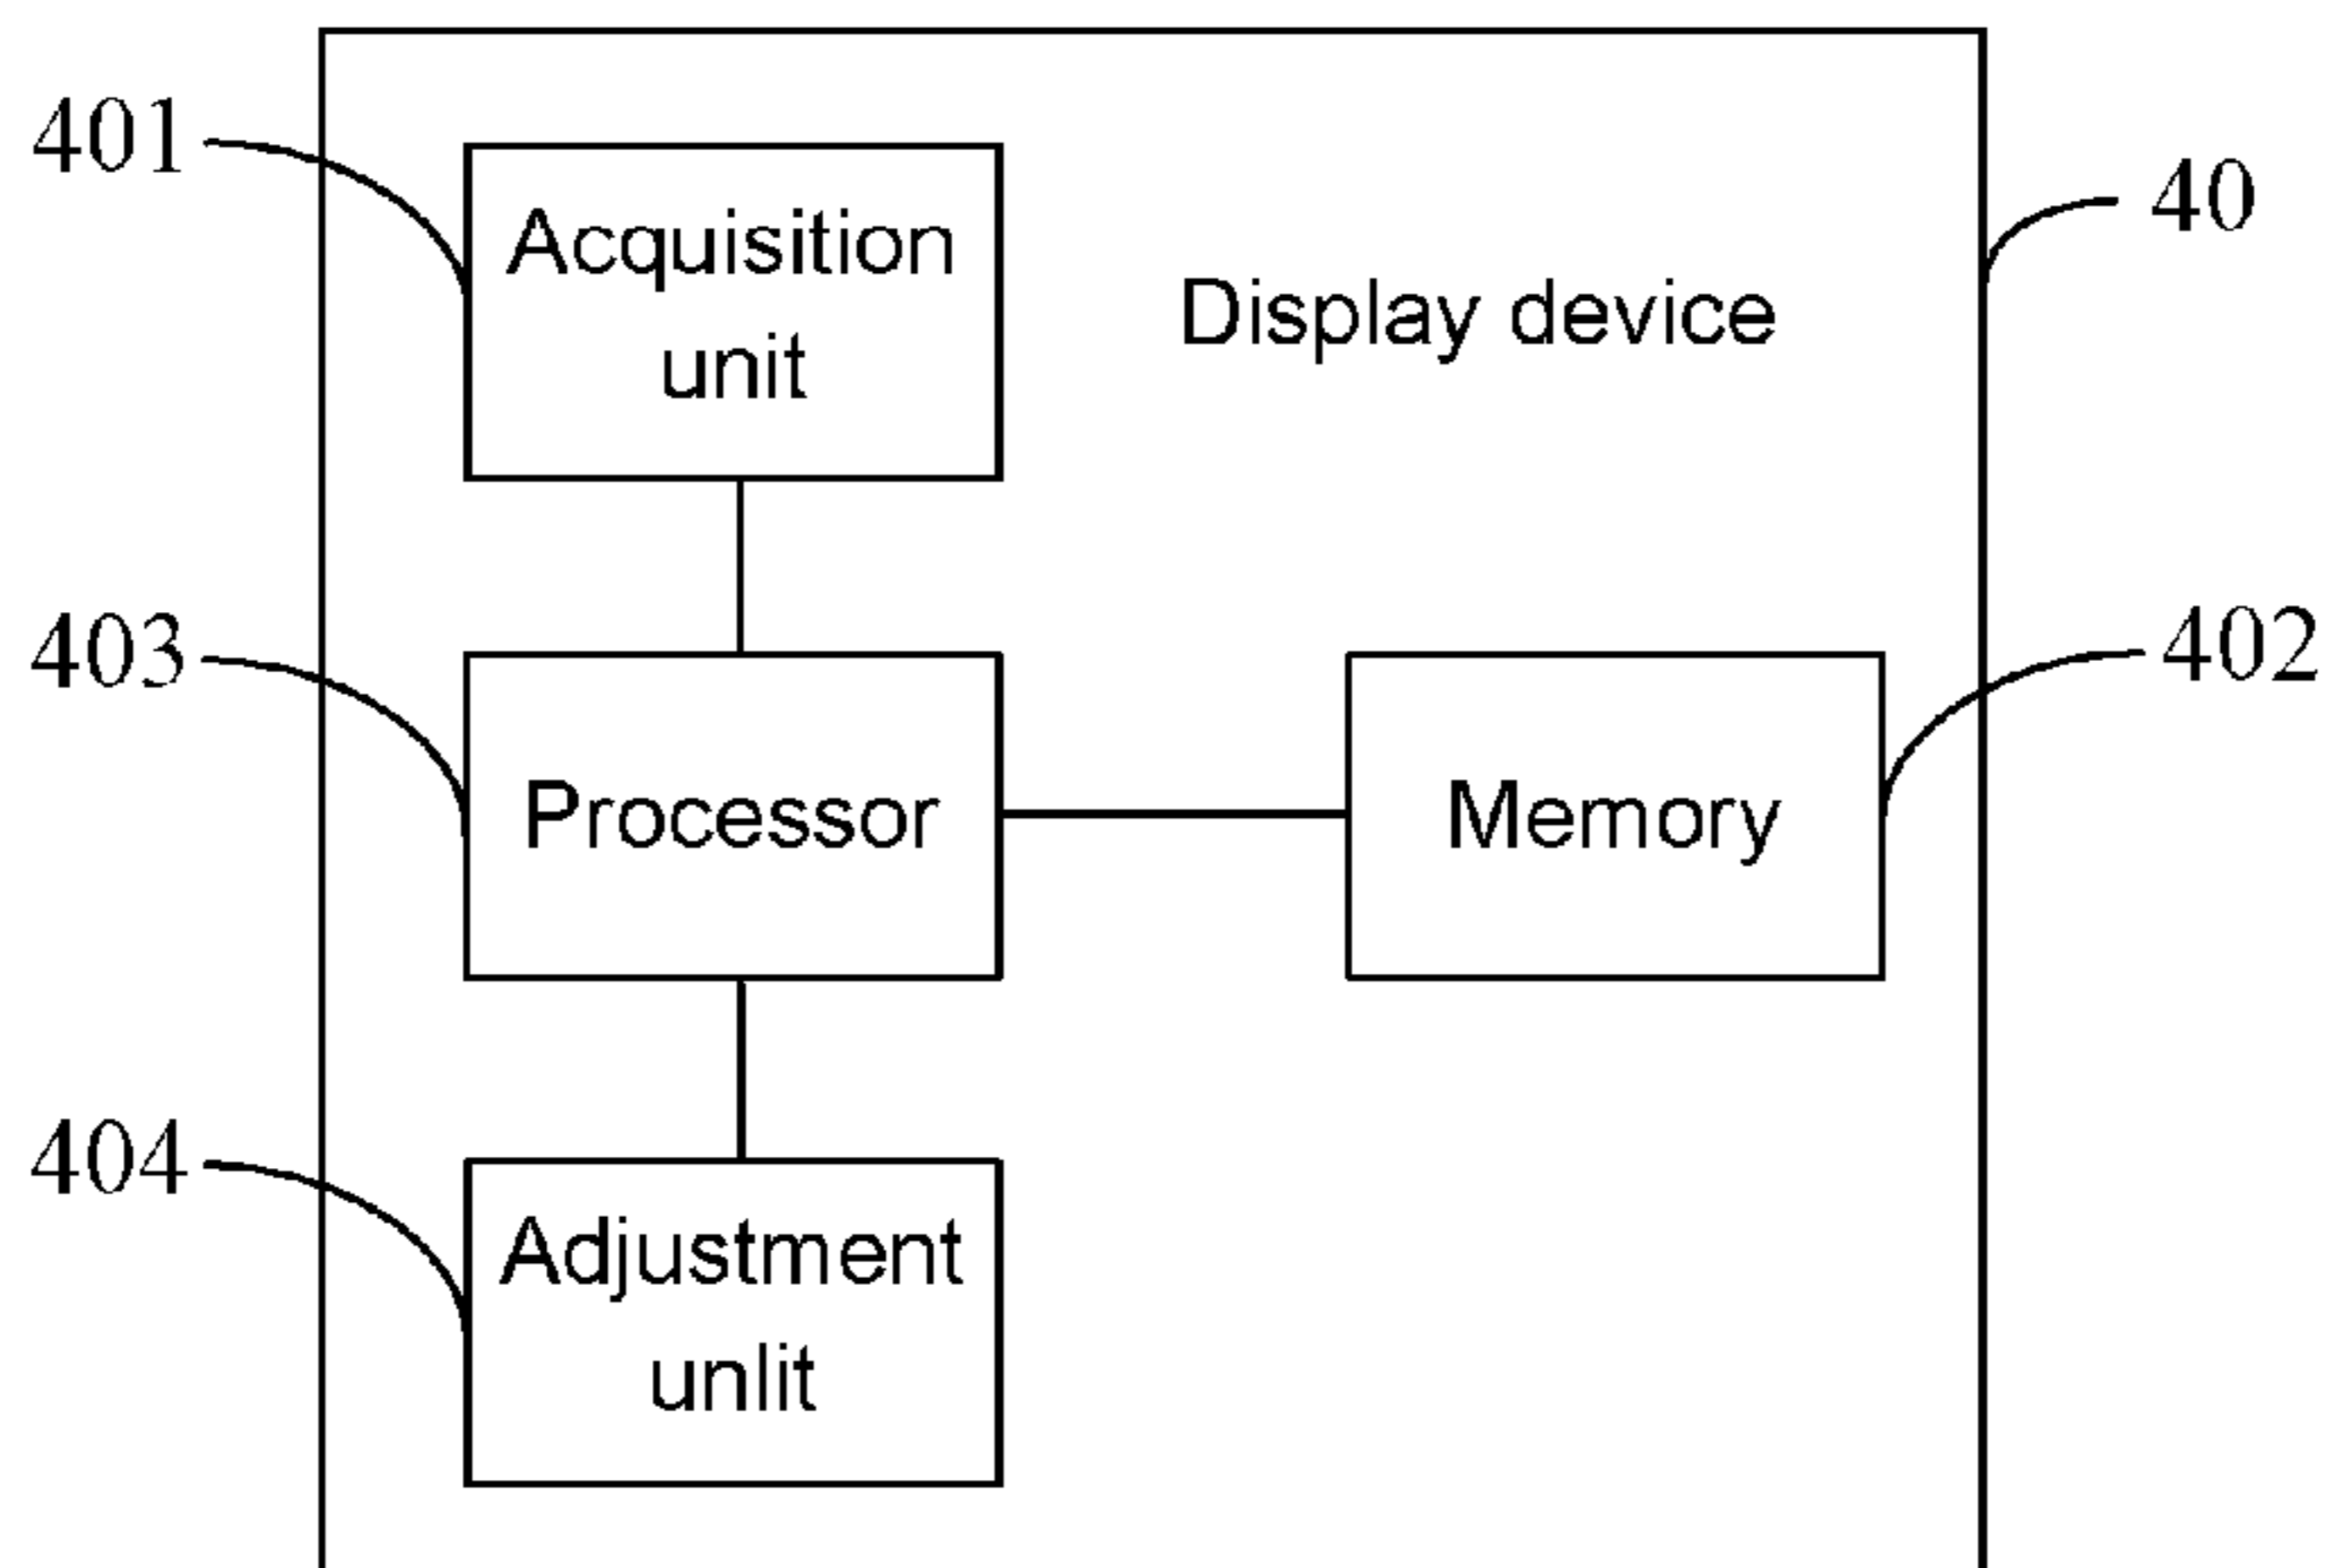 401
Acquisition
unit
Display device
40
403
Processor
Memory
402
404
Adjustment
unlit